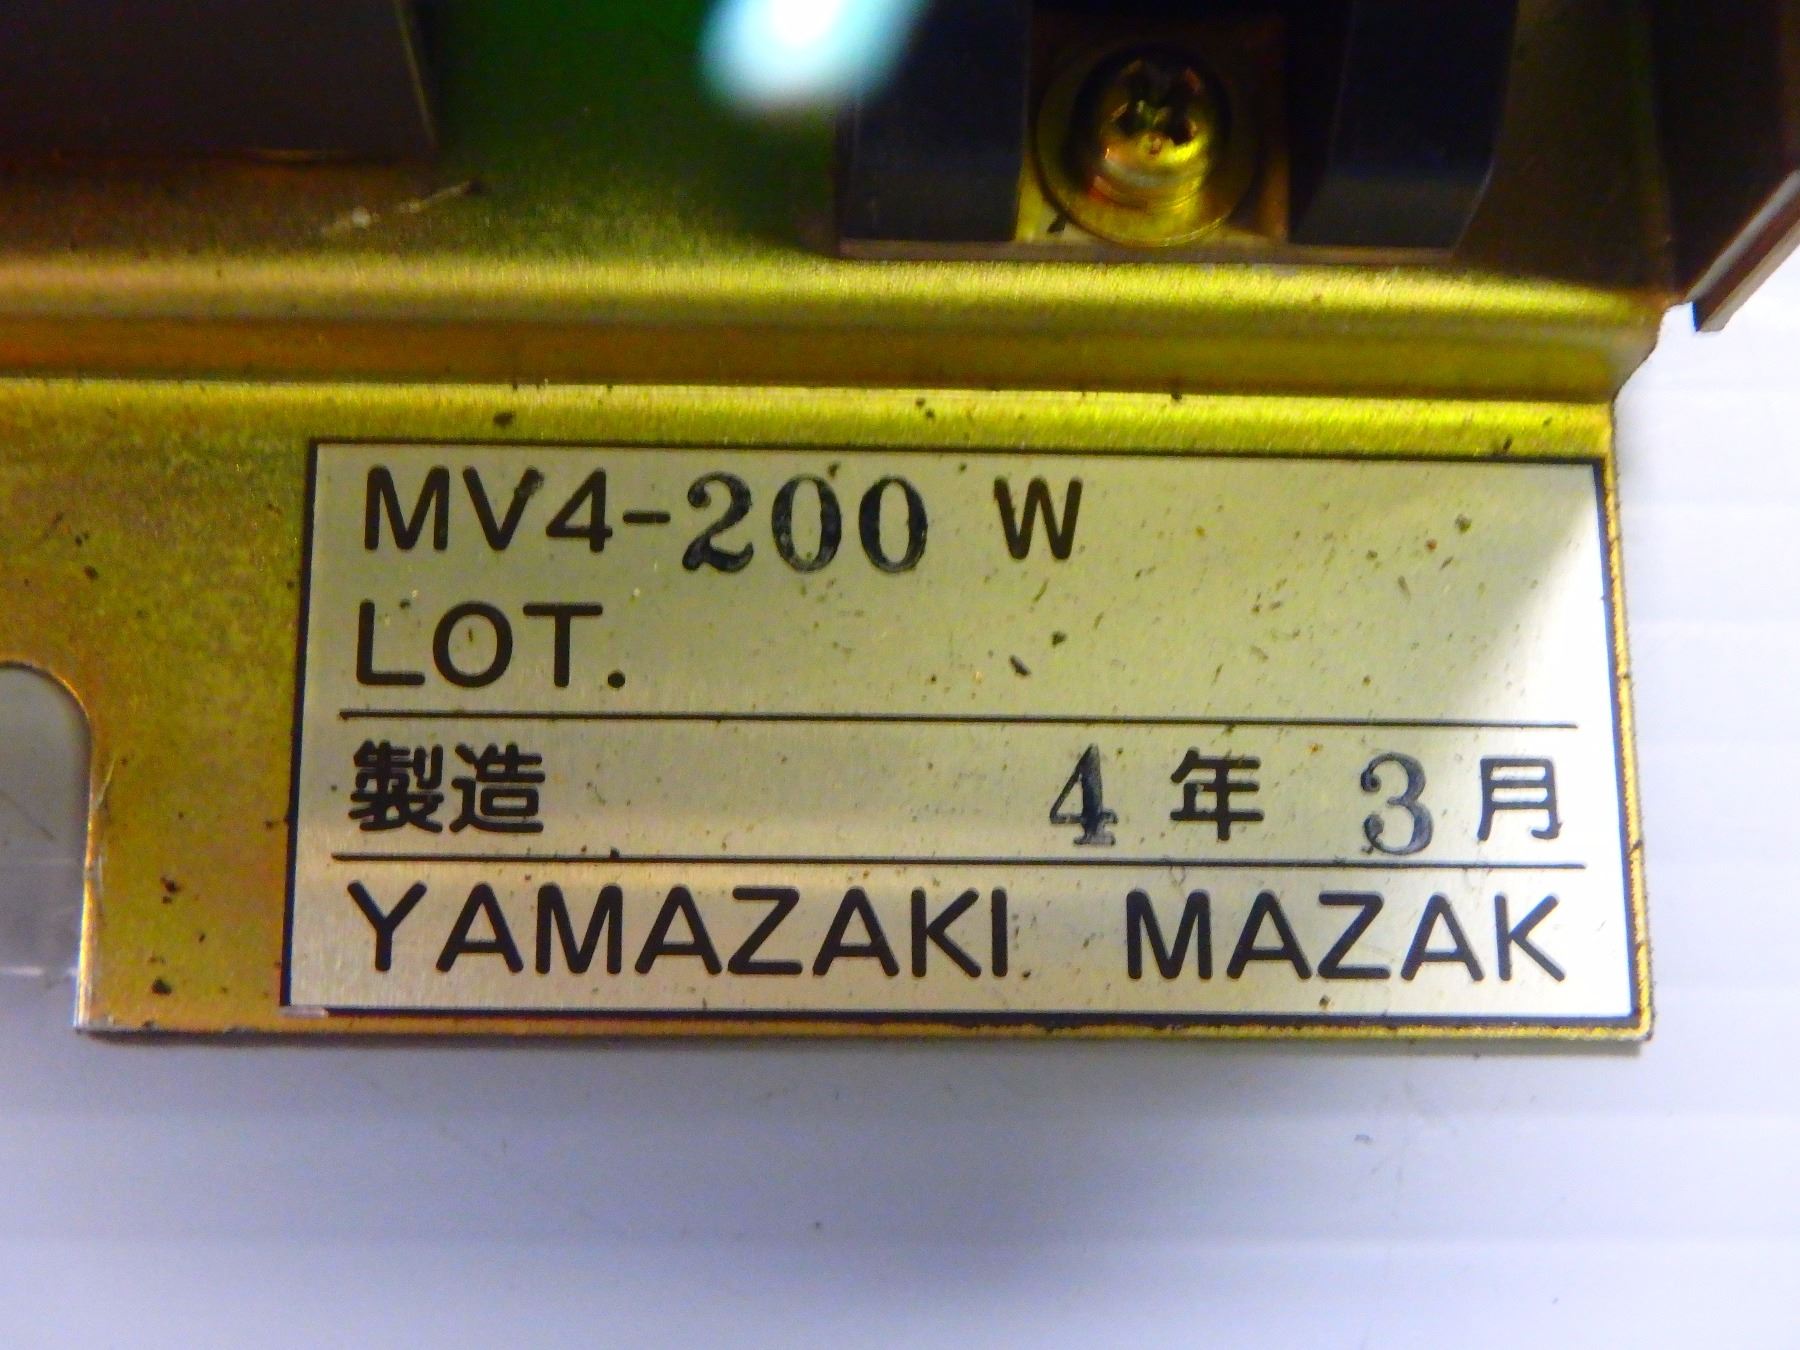 MV4-200 W
LOT.
製造 4年 3月
YAMAZAKI MAZAK